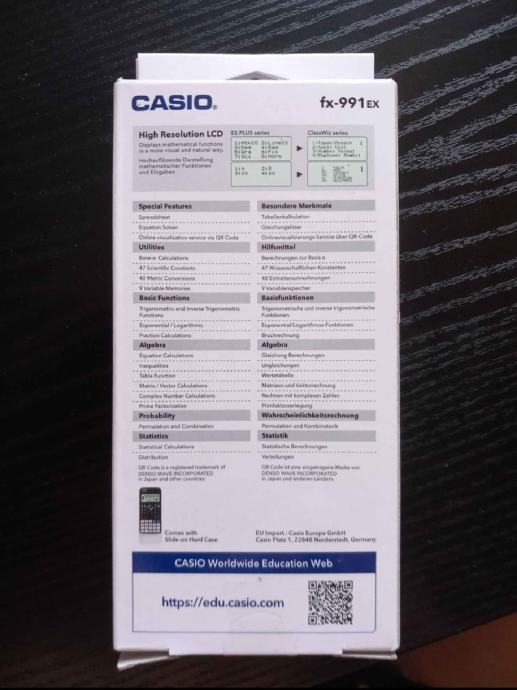 CASIO®
fx-991EX
High Resolution LCD
Displays mathematical functions
in a more visual and natural way.
Hochauflösende Darstellung
mathematischer Funktionen
und Eingaben
ES PLUS series
ClassWiz series
Special Features
Spreadsheet
Equation Solver
Online visualisation service via QR Code
Utilities
Base-n Calculations
47 Scientific Constants
40 Metric Conversions
9 Variable Memories
Basic Functions
Trigonometric and Inverse Trigonometric
Functions
Exponential / Logarithmic
Fraction Calculations
Algebra
Equation Calculations
Inequalities
Table Function
Matrix / Vector Calculations
Complex Number Calculations
Prime Factorization
Probability
Permutation and Combination
Statistics
Statistical Calculations
Distribution
QR Code is a registered trademark of
DENSO WAVE INCORPORATED
in Japan and other countries
Besondere Merkmale
Tabellenkalkulation
Gleichungslöser
Onlinevisualisierungs-Service über QR-Code
Hilfsmittel
Berechnungen zur Basis n
47 Wissenschaftlichen Konstanten
40 Einheitenumrechnungen
9 Variablenspeicher
Basisfunktionen
Trigonometrische und inverse trigonometrische
Funktionen
Exponential/Logarithmus-Funktionen
Bruchrechnung
Algebra
Gleichung Berechnungen
Ungleichungen
Wertetabelle
Matrizen und Vektorrechnung
Rechnen mit komplexen Zahlen
Primfaktorzerlegung
Wahrscheinlichkeitsrechnung
Permutation und Kombinatorik
Statistik
Statistische Berechnungen
Verteilungen
QR Code ist eine eingetragene Marke von
DENSO WAVE INCORPORATED
in Japan und anderen Ländern.
Comes with
Slide-on Hard Case
EU Import.: Casio Europe GmbH
Casio Platz 1, 22848 Norderstedt, Germany
CASIO Worldwide Education Web
https://edu.casio.com